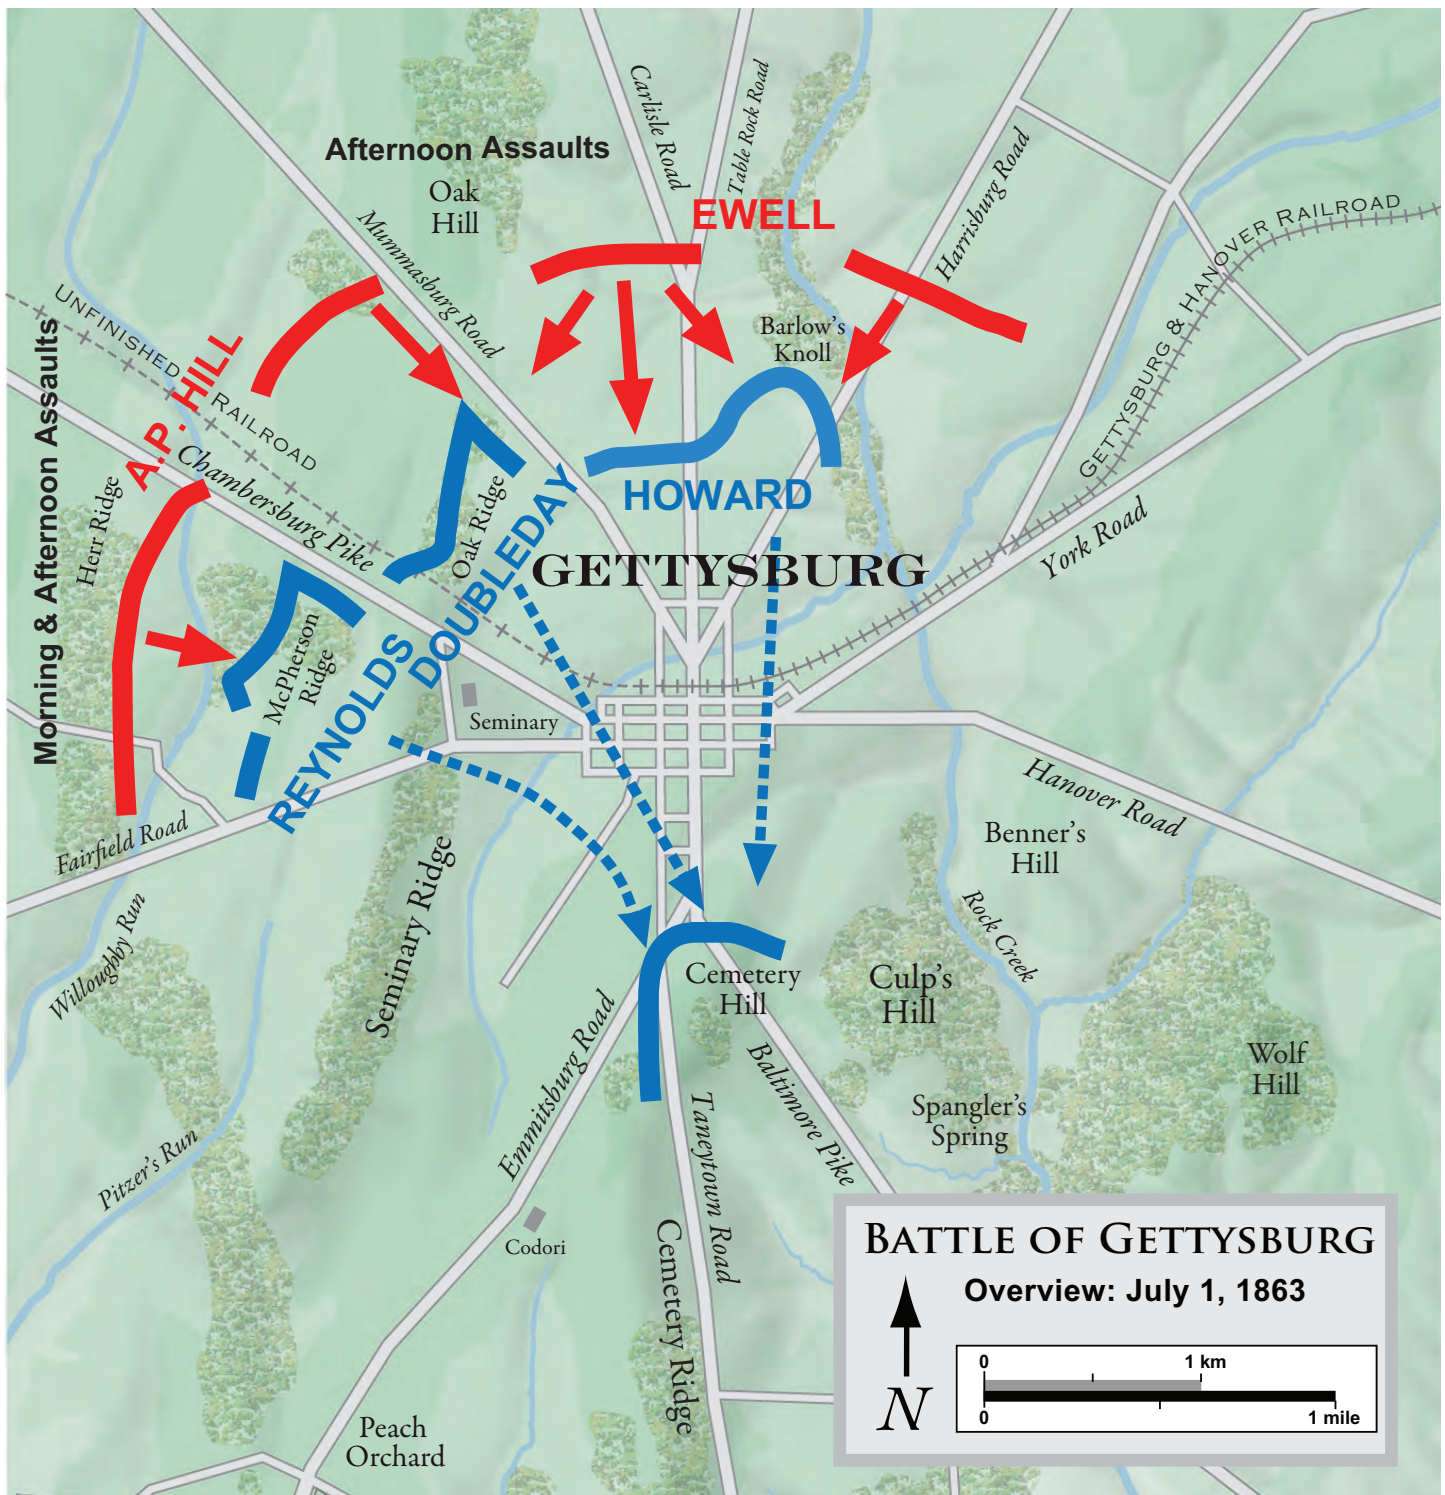 Carlisle Road
Table Rock Road
Afternoon Assaults
Oak
Hill
Mummasburg Road
EWELL
Harrisburg Road
GETTYSBURG & HANOVER RAILROAD
UNFINISHED RAILROAD
Barlow's
Knoll
Morning & Afternoon Assaults
A.P. HILL
Herr Ridge
Chambersburg Pike
Oak Ridge
HOWARD
GETTYSBURG
York Road
DOUBLEDAY
REYNOLDS
McPherson
Ridge
Seminary
Fairfield Road
Hanover Road
Benner's
Hill
Willoughby Run
Seminary Ridge
Rock Creek
Cemetery
Hill
Culp's
Hill
Wolf
Hill
Emmitsburg Road
Baltimore Pike
Spangler's
Spring
Pitzer's Run
Taneytown Road
Codori
Cemetery Ridge
Peach
Orchard
BATTLE OF GETTYSBURG
Overview: July 1, 1863
N
0 1 km
0 1 mile